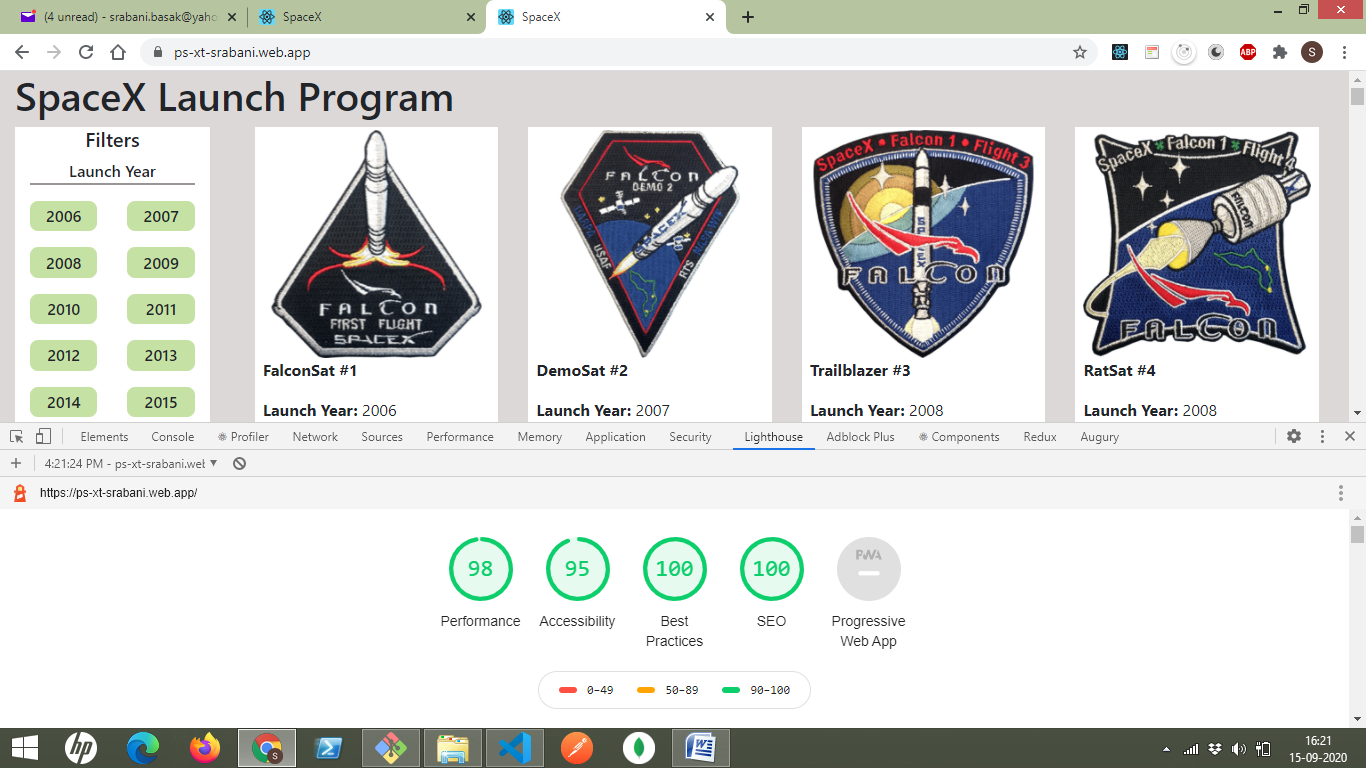 (4 unread) - srabani.basak@yaho
SpaceX
SpaceX
ps-xt-srabani.web.app
ABP
S
SpaceX Launch Program
Filters
Launch Year
2006 2007
2008 2009
2010 2011
2012 2013
2014 2015
FALCON
FIRST FLIGHT
SPACEX
FalconSat #1
Launch Year: 2006
FALCON
DEMO 2
USAF
RTS
DemoSat #2
Launch Year: 2007
SpaceX • Falcon 1 • Flight 3
SPACEX
FALCON
Trailblazer #3
Launch Year: 2008
SpaceX Falcon 1 Flight 4
FALCON
FALCON
RatSat #4
Launch Year: 2008
Elements Console Profiler Network Sources Performance Memory Application Security Lighthouse Adblock Plus Components Redux Augury
4:21:24 PM - ps-xt-srabani.wel
https://ps-xt-srabani.web.app/
98 95 100 100 PWA
Performance Accessibility Best Practices SEO Progressive Web App
0–49 50–89 90–100
hp
S
W
16:21
15-09-2020